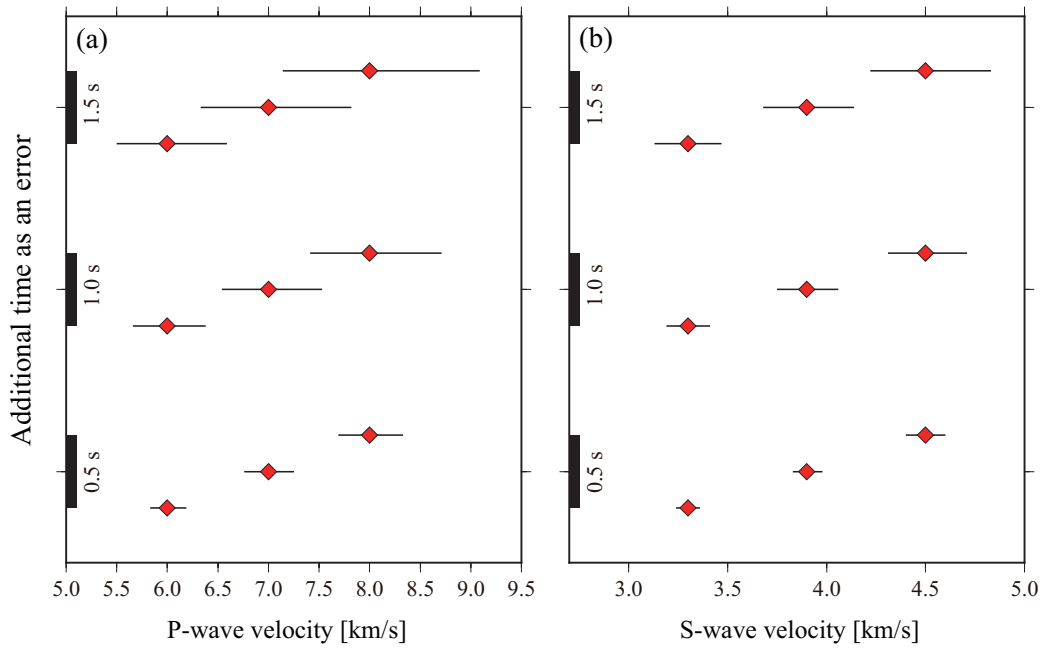 (a)
(b)
Additional time as an error
1.5 s
1.0 s
0.5 s
1.5 s
1.0 s
0.5 s
5.0 5.5 6.0 6.5 7.0 7.5 8.0 8.5 9.0 9.5
3.0 3.5 4.0 4.5 5.0
P-wave velocity [km/s]
S-wave velocity [km/s]